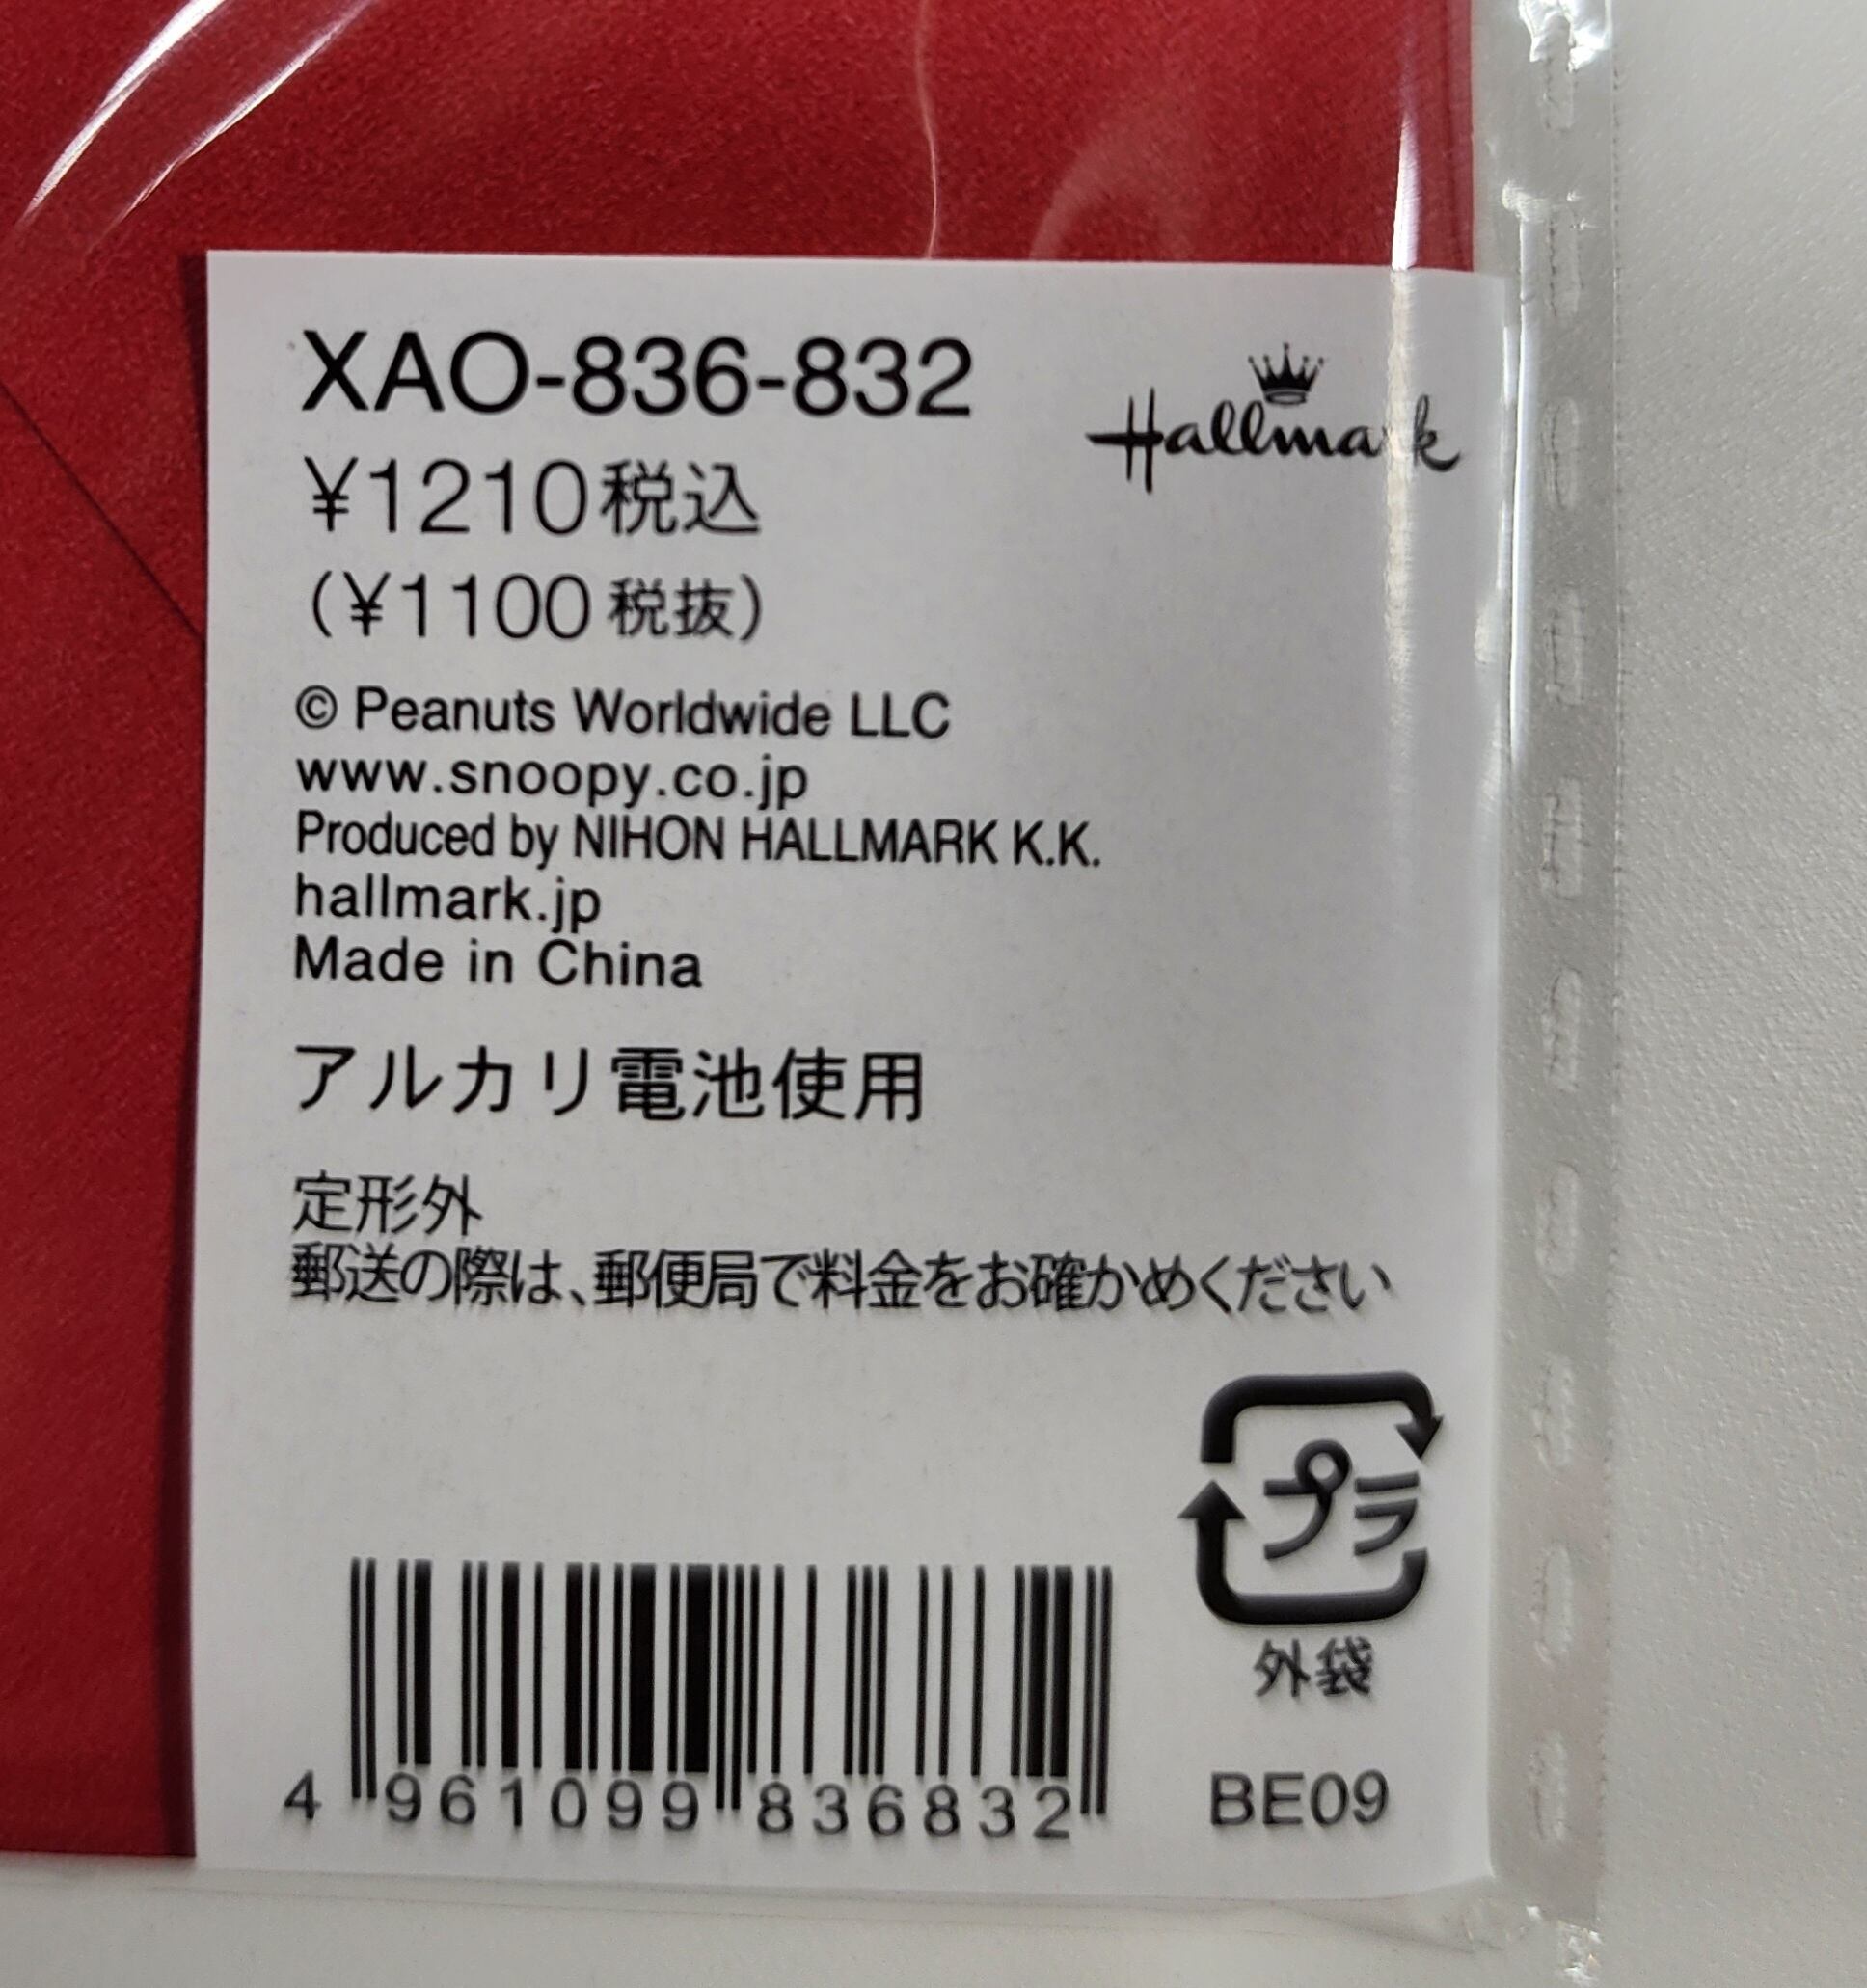 XAO-836-832
Hallmark
¥1210税込
(¥1100税抜)
© Peanuts Worldwide LLC
www.snoopy.co.jp
Produced by NIHON HALLMARK K.K.
hallmark.jp
Made in China
アルカリ電池使用
定形外
郵送の際は、郵便局で料金をお確かめください
プラ
外袋
4 961099 836832
BE09